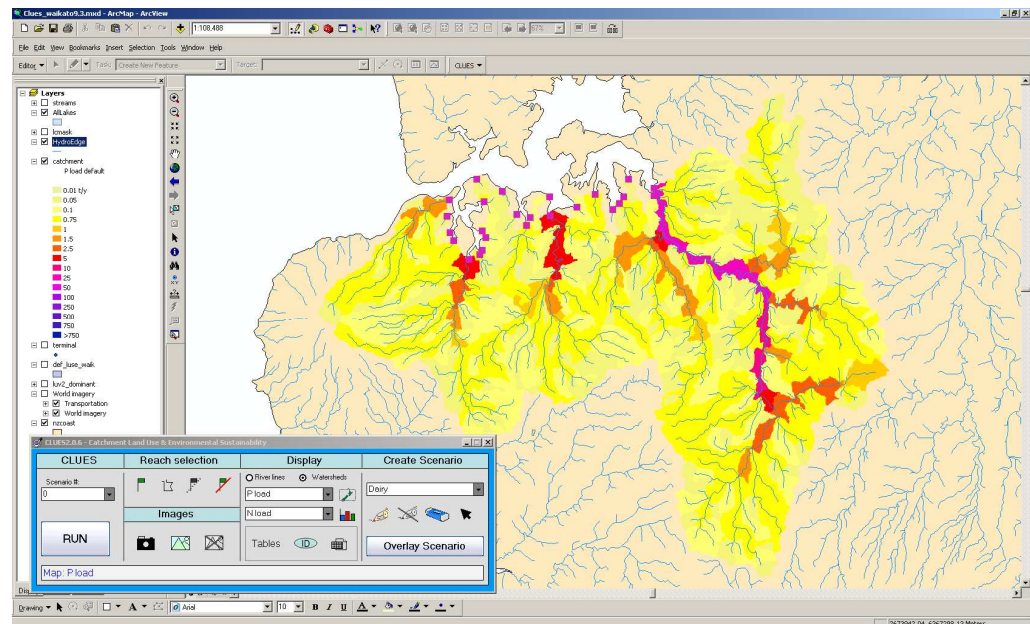 Clues_waikato9.3.mxd - ArcMap - ArcView
1:108,488
87%
File Edit View Bookmarks Insert Selection Tools Window Help
Editor Task: Create New Feature Target: CLUES
Layers
streams
AllLakes
lcmask
HydroEdge
catchment
P load default
0.01 t/y
0.05
0.1
0.75
1
1.5
2.5
5
10
25
50
100
250
500
750
>750
terminal
def_luse_waik
luv2_dominant
World imagery
Transportation
World imagery
nzcoast
CLUES2.0.6 - Catchment Land Use & Environmental Sustainability
CLUES Reach selection Display Create Scenario
Scenario #: River lines Watersheds
0 P load Dairy
Images N load
RUN Tables ID Overlay Scenario
Map: P load
Drawing Arial 10 B I U A